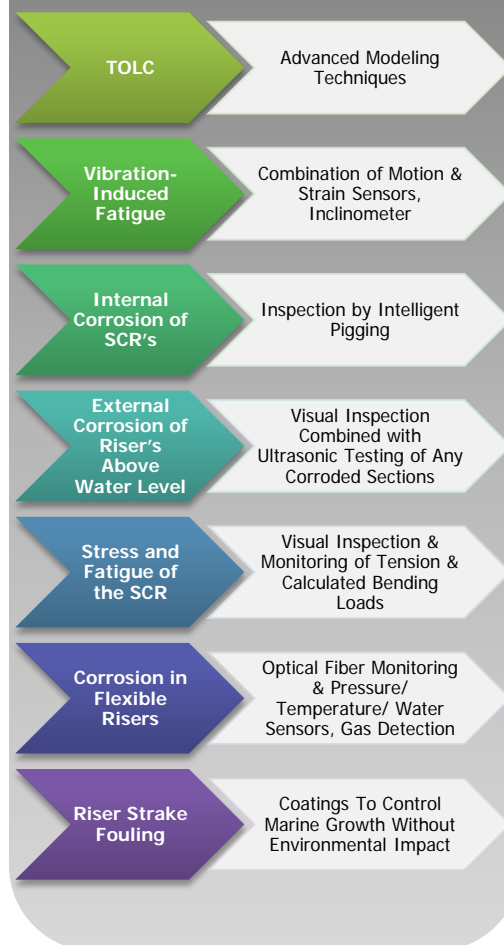 TOLC
Advanced Modeling
Techniques
Vibration-
Induced
Fatigue
Combination of Motion &
Strain Sensors,
Inclinometer
Internal
Corrosion of
SCR's
Inspection by Intelligent
Pigging
External
Corrosion of
Riser's
Above
Water Level
Visual Inspection
Combined with
Ultrasonic Testing of Any
Corroded Sections
Stress and
Fatigue of
the SCR
Visual Inspection &
Monitoring of Tension &
Calculated Bending
Loads
Corrosion in
Flexible
Risers
Optical Fiber Monitoring
& Pressure/
Temperature/ Water
Sensors, Gas Detection
Riser Strake
Fouling
Coatings To Control
Marine Growth Without
Environmental Impact